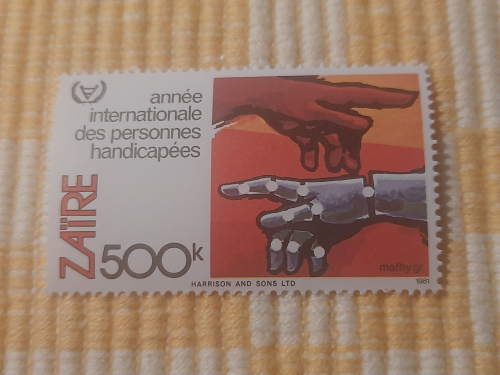 année
internationale
des personnes
handicapées
ZAÏRE
500k
mathy.gr
HARRISON AND SONS LTD
1981